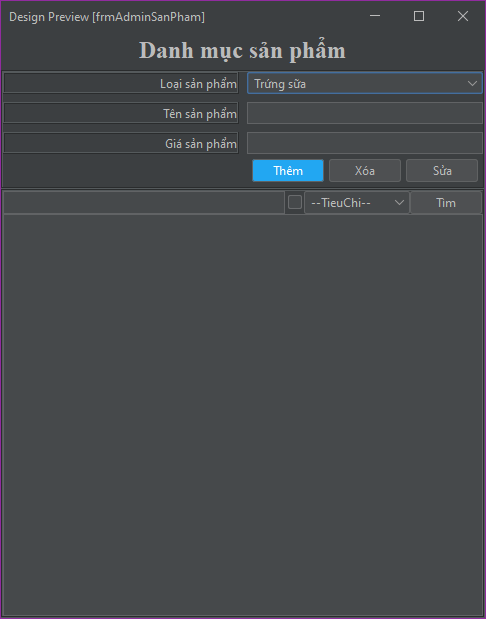 Design Preview [frmAdminSanPham]
Danh mục sản phẩm
Loại sản phẩm Trứng sữa
Tên sản phẩm
Giá sản phẩm
Thêm Xóa Sửa
--TieuChi-- Tìm